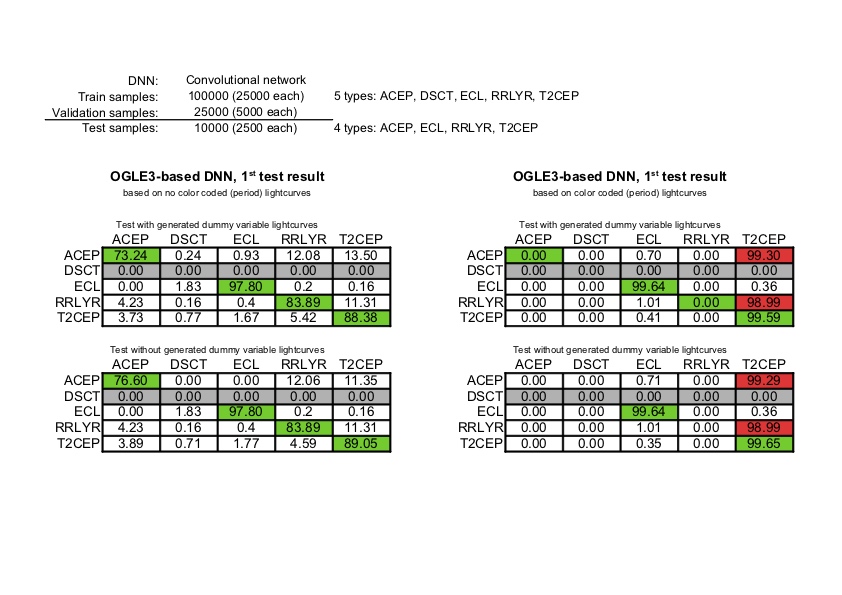 DNN: Convolutional network
Train samples: 100000 (25000 each) 5 types: ACEP, DSCT, ECL, RRLYR, T2CEP
Validation samples: 25000 (5000 each)
Test samples: 10000 (2500 each) 4 types: ACEP, ECL, RRLYR, T2CEP
OGLE3-based DNN, 1st test result
based on no color coded (period) lightcurves
Test with generated dummy variable lightcurves
ACEP DSCT ECL RRLYR T2CEP
ACEP 73.24 0.24 0.93 12.08 13.50
DSCT 0.00 0.00 0.00 0.00 0.00
ECL 0.00 1.83 97.80 0.2 0.16
RRLYR 4.23 0.16 0.4 83.89 11.31
T2CEP 3.73 0.77 1.67 5.42 88.38
Test without generated dummy variable lightcurves
ACEP DSCT ECL RRLYR T2CEP
ACEP 76.60 0.00 0.00 12.06 11.35
DSCT 0.00 0.00 0.00 0.00 0.00
ECL 0.00 1.83 97.80 0.2 0.16
RRLYR 4.23 0.16 0.4 83.89 11.31
T2CEP 3.89 0.71 1.77 4.59 89.05
OGLE3-based DNN, 1st test result
based on color coded (period) lightcurves
Test with generated dummy variable lightcurves
ACEP DSCT ECL RRLYR T2CEP
ACEP 0.00 0.00 0.70 0.00 99.30
DSCT 0.00 0.00 0.00 0.00 0.00
ECL 0.00 0.00 99.64 0.00 0.36
RRLYR 0.00 0.00 1.01 0.00 98.99
T2CEP 0.00 0.00 0.41 0.00 99.59
Test without generated dummy variable lightcurves
ACEP DSCT ECL RRLYR T2CEP
ACEP 0.00 0.00 0.71 0.00 99.29
DSCT 0.00 0.00 0.00 0.00 0.00
ECL 0.00 0.00 99.64 0.00 0.36
RRLYR 0.00 0.00 1.01 0.00 98.99
T2CEP 0.00 0.00 0.35 0.00 99.65